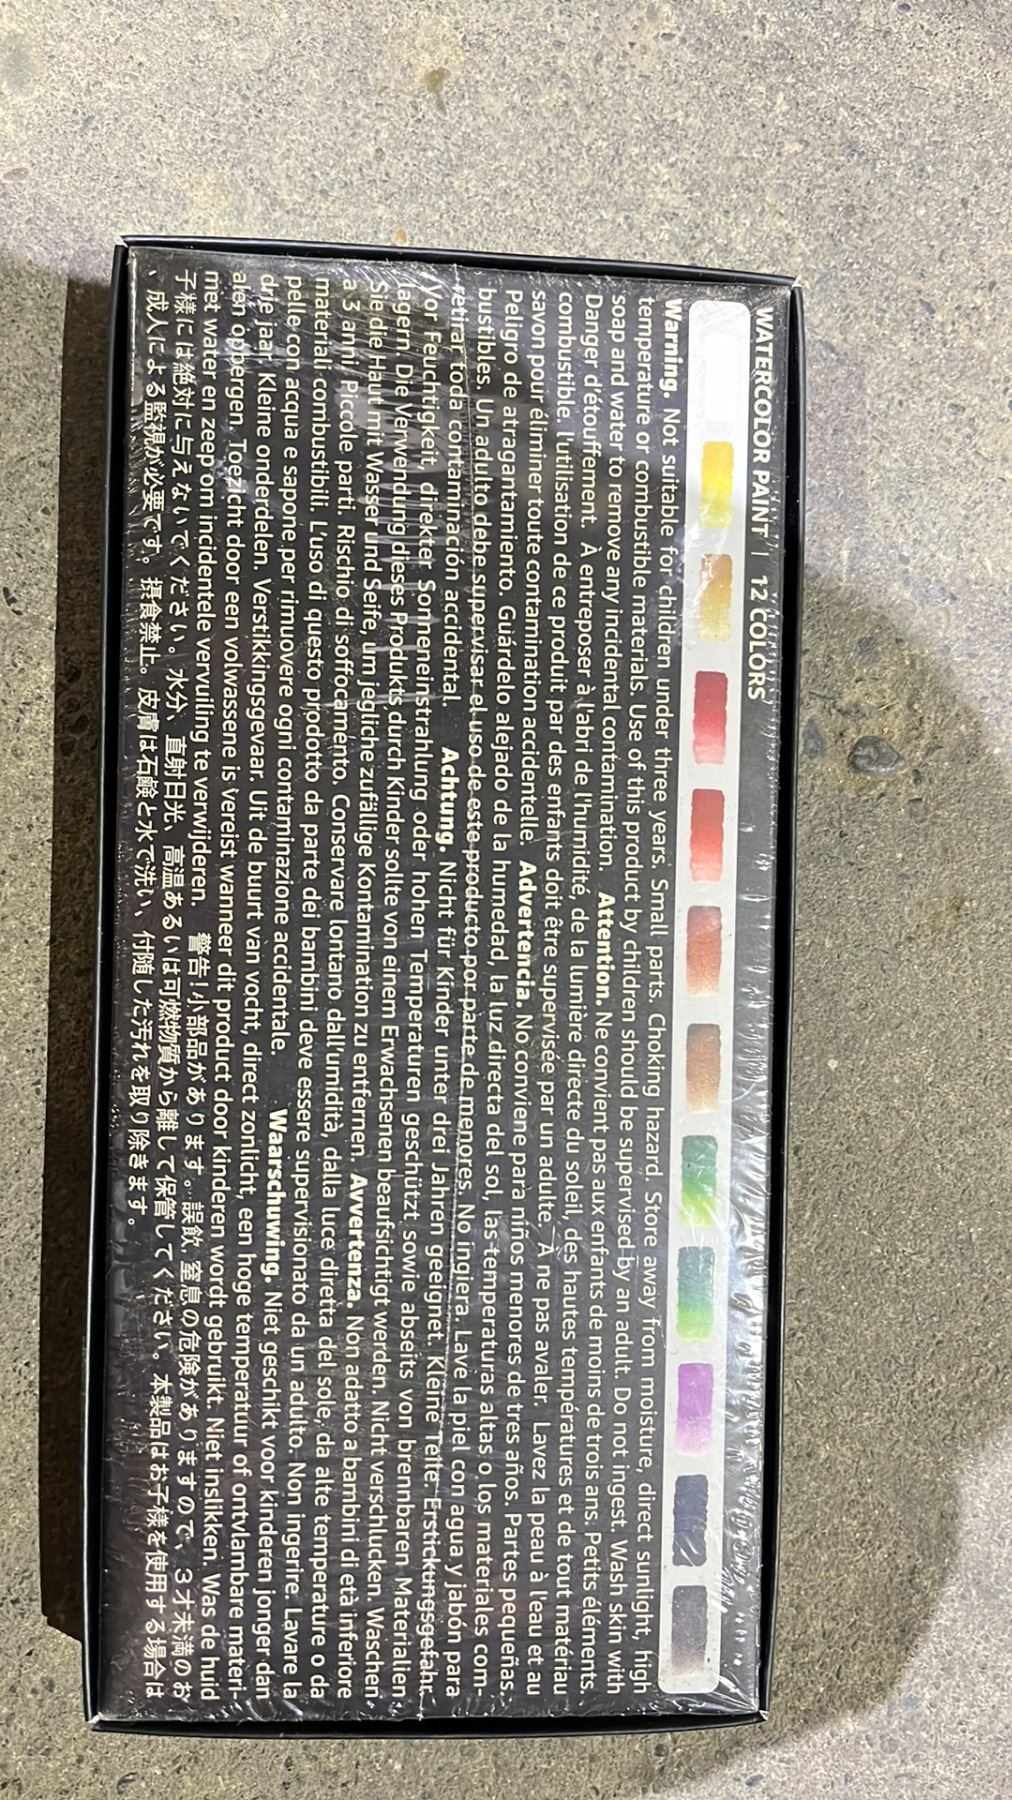 WATERCOLOR PAINT | 12 COLORS
Warning. Not suitable for children under three years. Small parts. Choking hazard. Store away from moisture, direct sunlight, high
temperature or combustible materials. Use of this product by children should be supervised by an adult. Do not ingest. Wash skin with
soap and water to remove any incidental contamination. Attention. Ne convient pas aux enfants de moins de trois ans. Petits éléments.
Danger d'étouffement. À entreposer à l'abri de l'humidité, de la lumière directe du soleil, des hautes températures et de tout matériau
combustible. l'utilisation de ce produit par des enfants doit être supervisée par un adulte. À ne pas avaler. Lavez la peau à l'eau et au
savon pour éliminer toute contamination accidentelle. Advertencia. No conviene para niños menores de tres años. Partes pequeñas.
Peligro de atragantamiento. Guárdelo alejado de la humedad, la luz directa del sol, las temperaturas altas o los materiales com-
bustibles. Un adulto debe supervisar el uso de este producto por parte de menores. No ingiera. Lave la piel con agua y jabón para
retirar toda contaminación accidental. Achtung. Nicht für Kinder unter drei Jahren geeignet. Kleine Teile. Erstickungsgefahr.
Vor Feuchtigkeit, direkter Sonneneinstrahlung oder hohen Temperaturen geschützt sowie abseits von brennbaren Materialien
lagern. Die Verwendung dieses Produkts durch Kinder sollte von einem Erwachsenen beaufsichtigt werden. Nicht verschlucken. Waschen
Sie die Haut mit Wasser und Seife, um jegliche zufällige Kontamination zu entfernen. Avvertenza. Non adatto a bambini di età inferiore
a 3 anni. Piccole parti. Rischio di soffocamento. Conservare lontano dall'umidità, dalla luce diretta del sole, da alte temperature o da
materiali combustibili. L'uso di questo prodotto da parte dei bambini deve essere supervisionato da un adulto. Non ingerire. Lavare la
pelle con acqua e sapone per rimuovere ogni contaminazione accidentale. Waarschuwing. Niet geschikt voor kinderen jonger dan
drie jaar. Kleine onderdelen. Verstikkingsgevaar. Uit de buurt van vocht, direct zonlicht, een hoge temperatuur of ontvlambare materi-
alen opbergen. Toezicht door een volwassene is vereist wanneer dit product door kinderen wordt gebruikt. Niet inslikken. Was de huid
met water en zeep om incidentele vervuiling te verwijderen. 警告!小部品があります。誤飲、窒息の危険がありますので、3才未満のお
子様には絶対に与えないでください。水分、直射日光、高温あるいは可燃物質から離して保管してください。本製品はお子様を使用する場合は
、成人による監視が必要です。摂食禁止。皮膚は石鹸と水で洗い、付随した汚れを取り除きます。